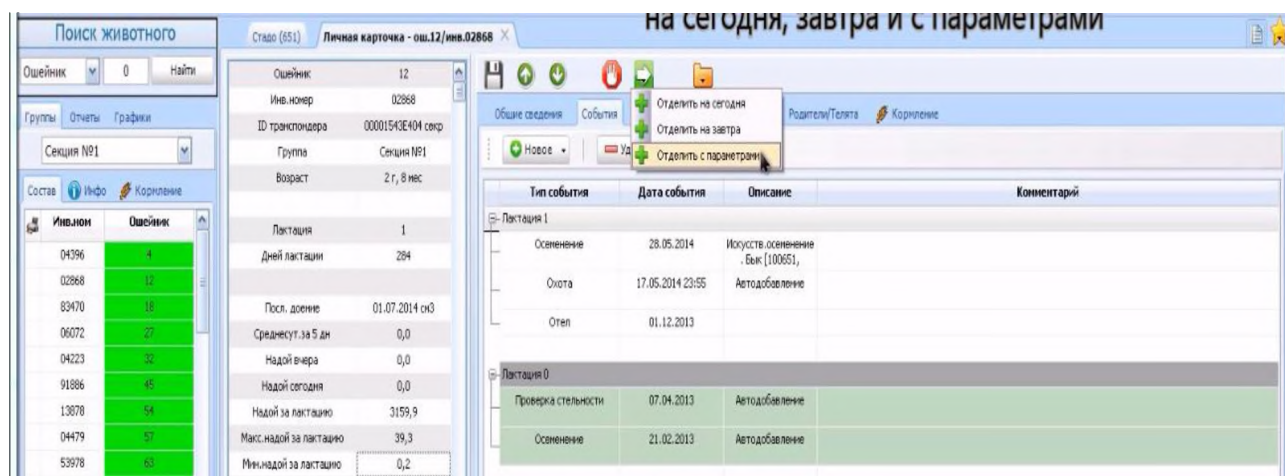 на сегодня, завтра и с параметрами
Поиск животного
Ошейник 0 Найти
Группы Отчеты Графики
Секция №1
Состав Инфо Кормление
Инв.ном Ошейник
04396 4
02868 12
83470 18
06072 27
04223 32
91886 45
13878 54
04479 57
53978 63
Стадо (651) Личная карточка - ош.12/инв.02868
Ошейник 12
Инв.номер 02868
ID транспондера 00001543E404 секр
Группа Секция №1
Возраст 2 г, 8 мес
Лактация 1
Дней лактации 284
Посл. доение 01.07.2014 см3
Среднесут.за 5 дн 0,0
Надой вчера 0,0
Надой сегодня 0,0
Надой за лактацию 3159,9
Макс.надой за лактацию 39,3
Мин.надой за лактацию 0,2
Общие сведения События Родители/Телята Кормление
Отделить на сегодня
Отделить на завтра
Отделить с параметрами
Новое Уд
Тип события Дата события Описание Комментарий
Лактация 1
Осеменение 28.05.2014 Искусств.осеменение
. Бык [100651,
Охота 17.05.2014 23:55 Автодобавление
Отел 01.12.2013
Лактация 0
Проверка стельности 07.04.2013 Автодобавление
Осеменение 21.02.2013 Автодобавление